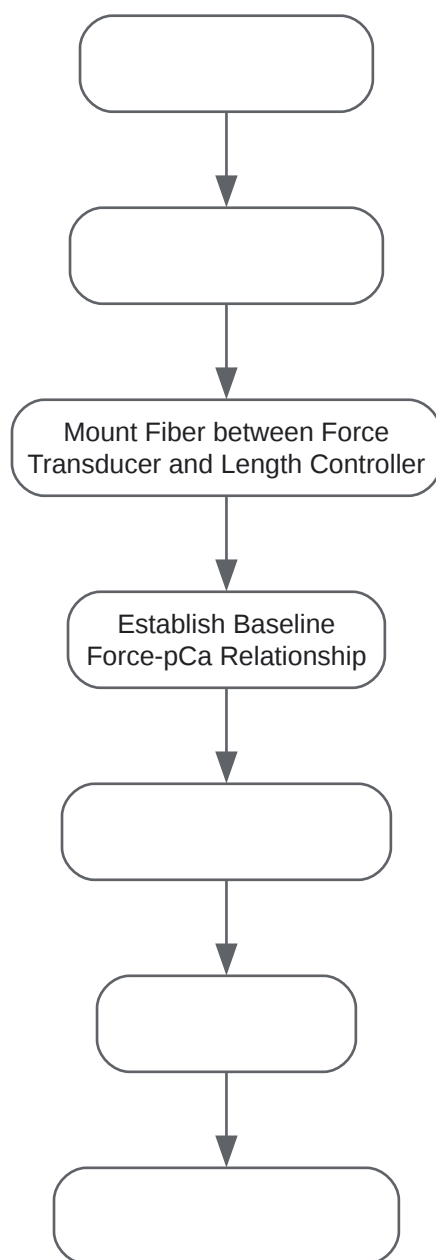 Mount Fiber between Force
Transducer and Length Controller
Establish Baseline
Force-pCa Relationship